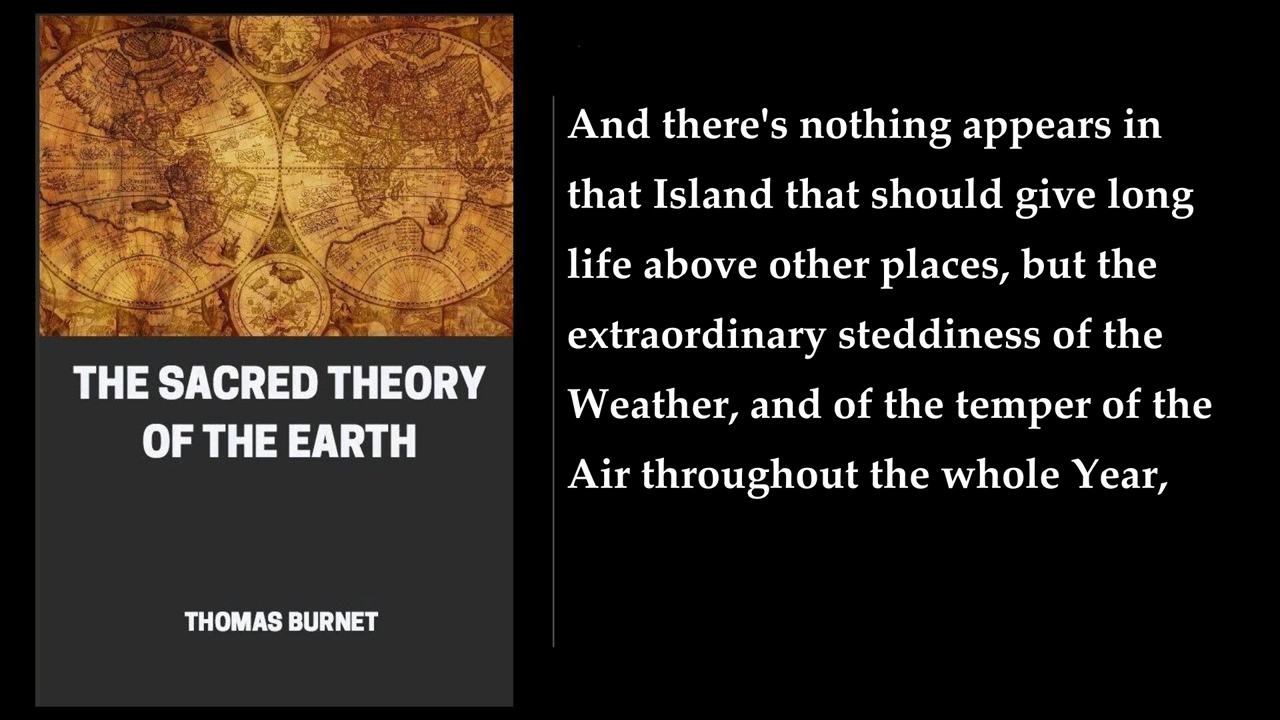 THE SACRED THEORY
OF THE EARTH
THOMAS BURNET
And there's nothing appears in
that Island that should give long
life above other places, but the
extraordinary steddiness of the
Weather, and of the temper of the
Air throughout the whole Year,